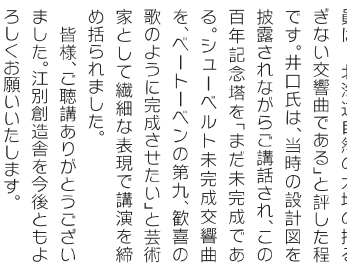 ぎない交響曲である」と評した程
です。井口氏は、当時の設計図を
披露されながらご講話され、この
百年記念塔を「まだ未完成であ
る。シューベルト未完成交響曲
を、ベートーベンの第九、歓喜の
歌のように完成させたい」と芸術
家として繊細な表現で講演を締
め括られました。
皆様、ご聴講ありがとうござい
ました。江別創造舎を今後ともよ
ろしくお願いいたします。